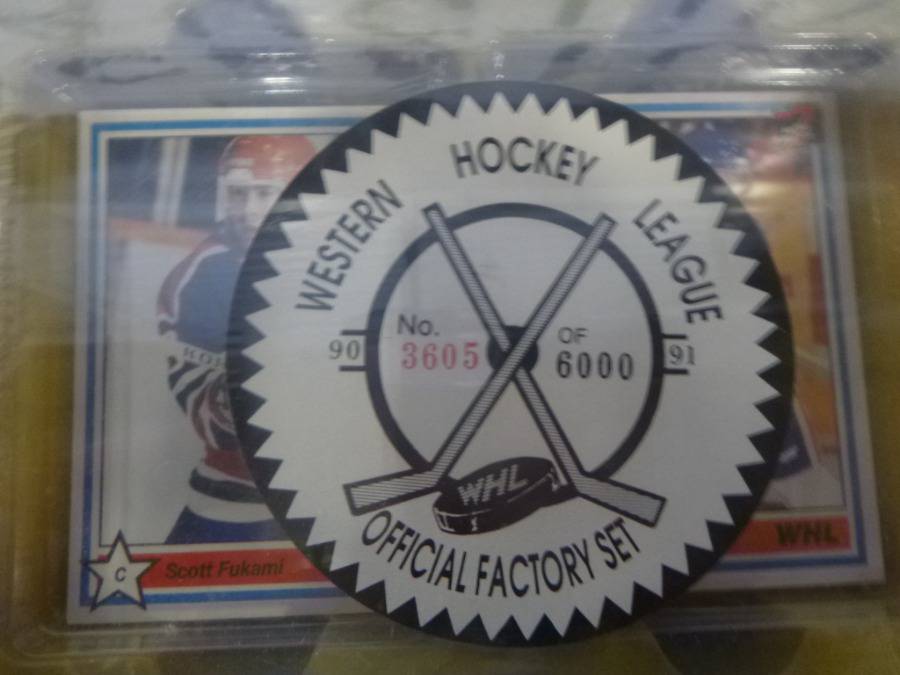 WESTERN HOCKEY LEAGUE
No. OF
90 3605 6000 91
WHL
OFFICIAL FACTORY SET
C Scott Fukami
WHL